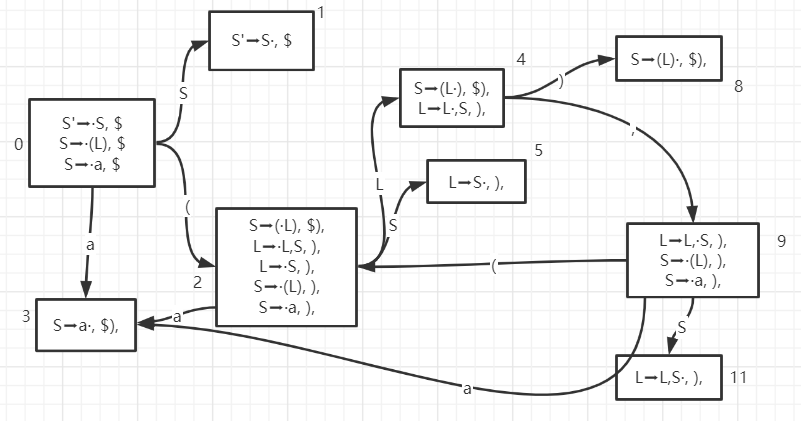 1
S'→S·, $
S
0
S'→·S, $
S→·(L), $
S→·a, $
(
a
4
S→(L·), $),
L→L·,S, ),
)
S→(L)·, $),
8
,
5
L→S·, ),
L
S
2
S→(·L), $),
L→·L,S, ),
L→·S, ),
S→·(L), ),
S→·a, ),
(
9
L→L,·S, ),
S→·(L), ),
S→·a, ),
3
S→a·, $),
a
S
L→L,S·, ),
11
a